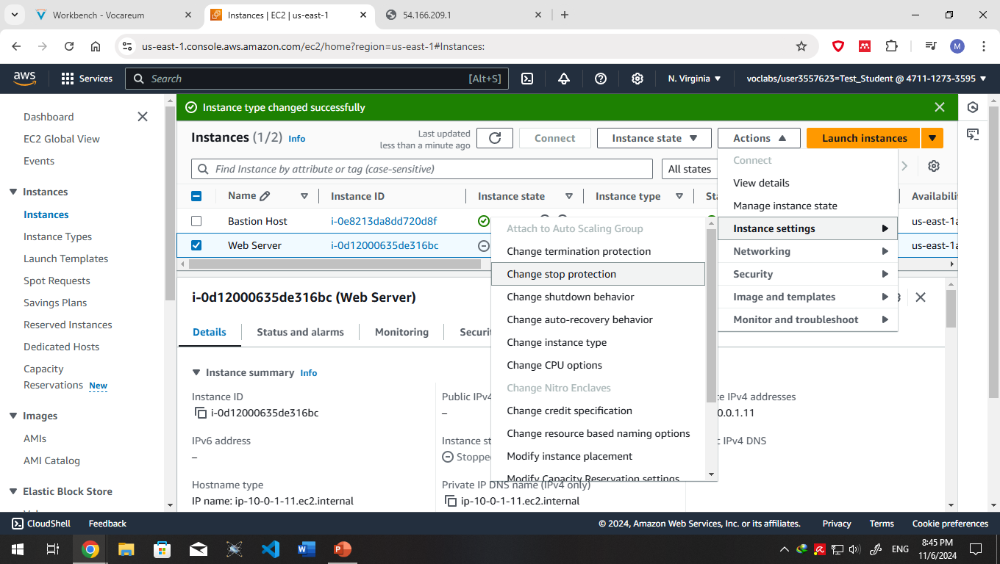 Workbench - Vocareum
Instances | EC2 | us-east-1
54.166.209.1
us-east-1.console.aws.amazon.com/ec2/home?region=us-east-1#Instances:
M
aws
Services
Search
[Alt+S]
N. Virginia
voclabs/user3557623=Test_Student @ 4711-1273-3595
Dashboard
EC2 Global View
Events
Instances
Instances
Instance Types
Launch Templates
Spot Requests
Savings Plans
Reserved Instances
Dedicated Hosts
Capacity
Reservations New
Images
AMIs
AMI Catalog
Elastic Block Store
Instance type changed successfully
Instances (1/2) Info
Last updated
less than a minute ago
Connect
Instance state
Actions
Launch instances
Find Instance by attribute or tag (case-sensitive)
All states
Name
Instance ID
Instance state
Instance type
Sta
Availabili
Bastion Host
i-0e8213da8dd720d8f
us-east-1a
Web Server
i-0d12000635de316bc
us-east-1a
Connect
View details
Manage instance state
Instance settings
Networking
Security
Image and templates
Monitor and troubleshoot
Attach to Auto Scaling Group
Change termination protection
Change stop protection
Change shutdown behavior
Change auto-recovery behavior
Change instance type
Change CPU options
Change Nitro Enclaves
Change credit specification
Change resource based naming options
Modify instance placement
Modify Capacity Reservation settings
i-0d12000635de316bc (Web Server)
Details
Status and alarms
Monitoring
Securit
Instance summary Info
Instance ID
i-0d12000635de316bc
Public IPv4
–
e IPv4 addresses
0.0.1.11
IPv6 address
–
Instance st
Stopped
c IPv4 DNS
Hostname type
IP name: ip-10-0-1-11.ec2.internal
Private IP DNS name (IPv4 only)
ip-10-0-1-11.ec2.internal
CloudShell
Feedback
© 2024, Amazon Web Services, Inc. or its affiliates.
Privacy
Terms
Cookie preferences
ENG
8:45 PM
11/6/2024